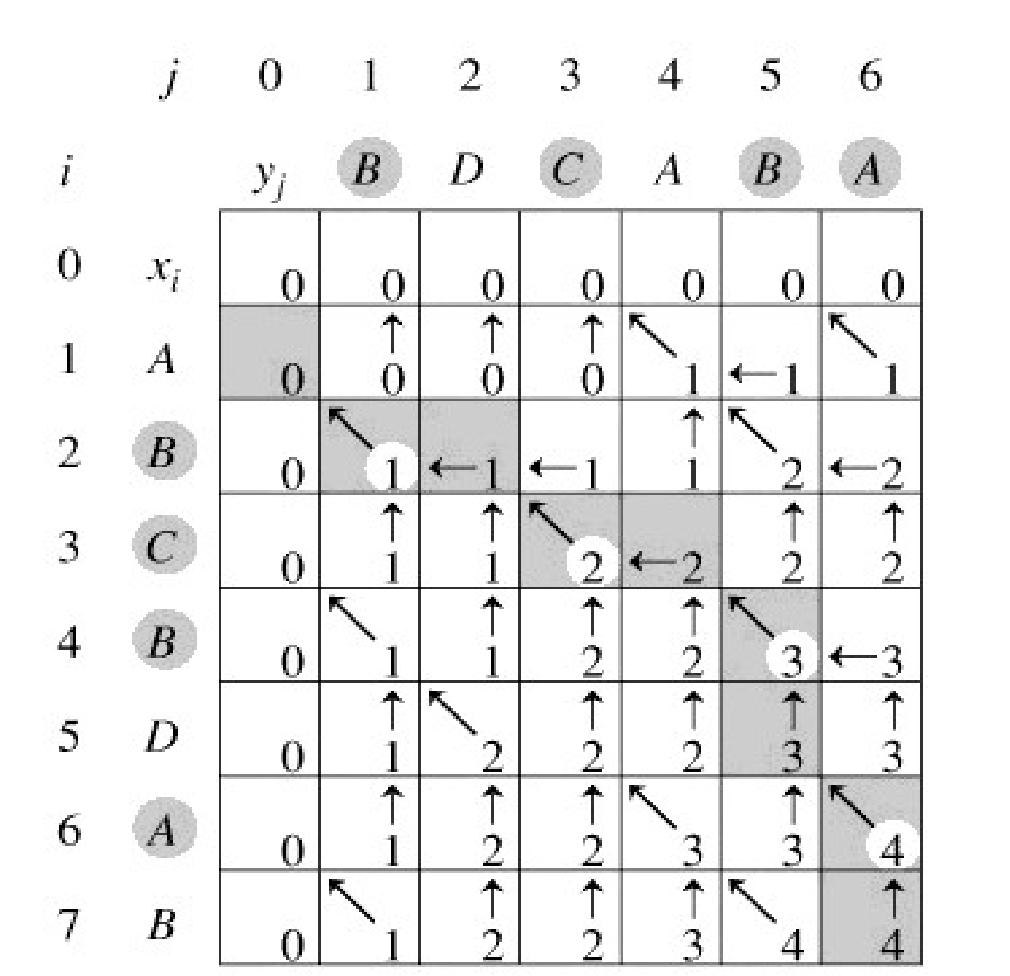 j 0 1 2 3 4 5 6
i yj B D C A B A
0 xi 0 0 0 0 0 0 0
1 A 0 ↑0 ↑0 ↑0 ↖1 ←1 ↖1
2 B 0 ↖1 ←1 ←1 ↑1 ↖2 ←2
3 C 0 ↑1 ↑1 ↖2 ←2 ↑2 ↑2
4 B 0 ↖1 ↑1 ↑2 ↑2 ↖3 ←3
5 D 0 ↑1 ↖2 ↑2 ↑2 ↑3 ↑3
6 A 0 ↑1 ↑2 ↑2 ↖3 ↑3 ↖4
7 B 0 ↖1 ↑2 ↑2 ↑3 ↖4 ↑4